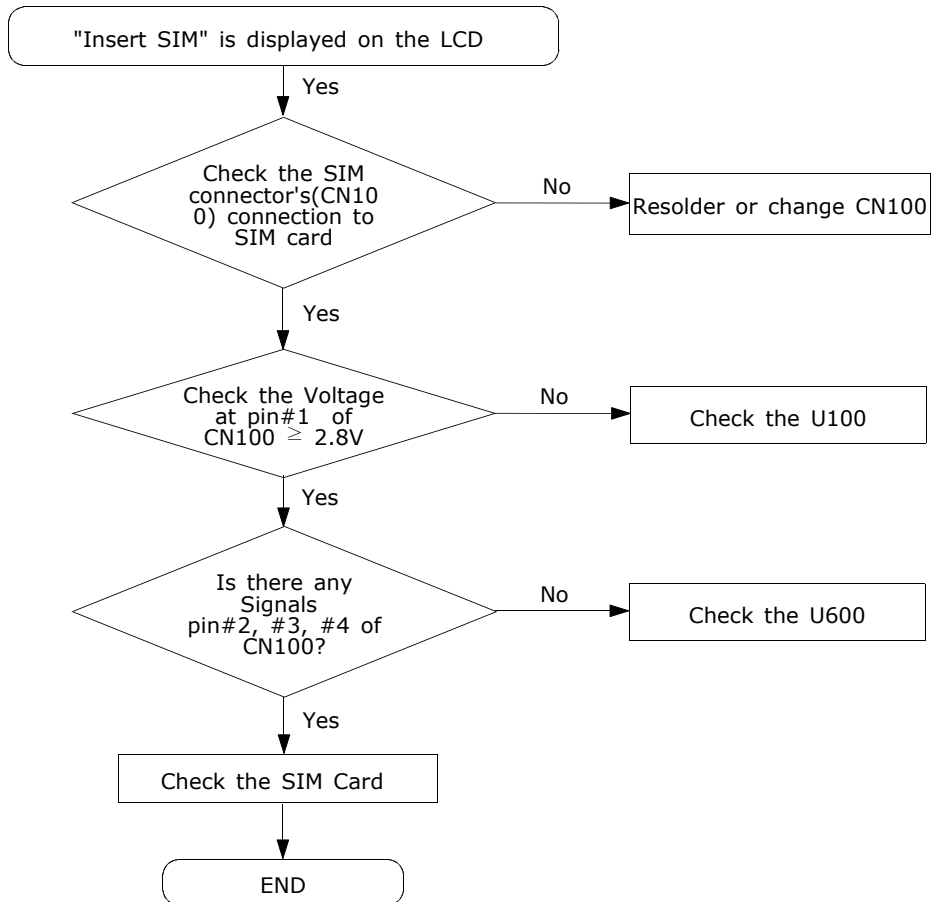 "Insert SIM" is displayed on the LCD
Yes
Check the SIM
connector's(CN10
0) connection to
SIM card
No
Resolder or change CN100
Yes
Check the Voltage
at pin#1 of
CN100 ≥ 2.8V
No
Check the U100
Yes
Is there any
Signals
pin#2, #3, #4 of
CN100?
No
Check the U600
Yes
Check the SIM Card
END